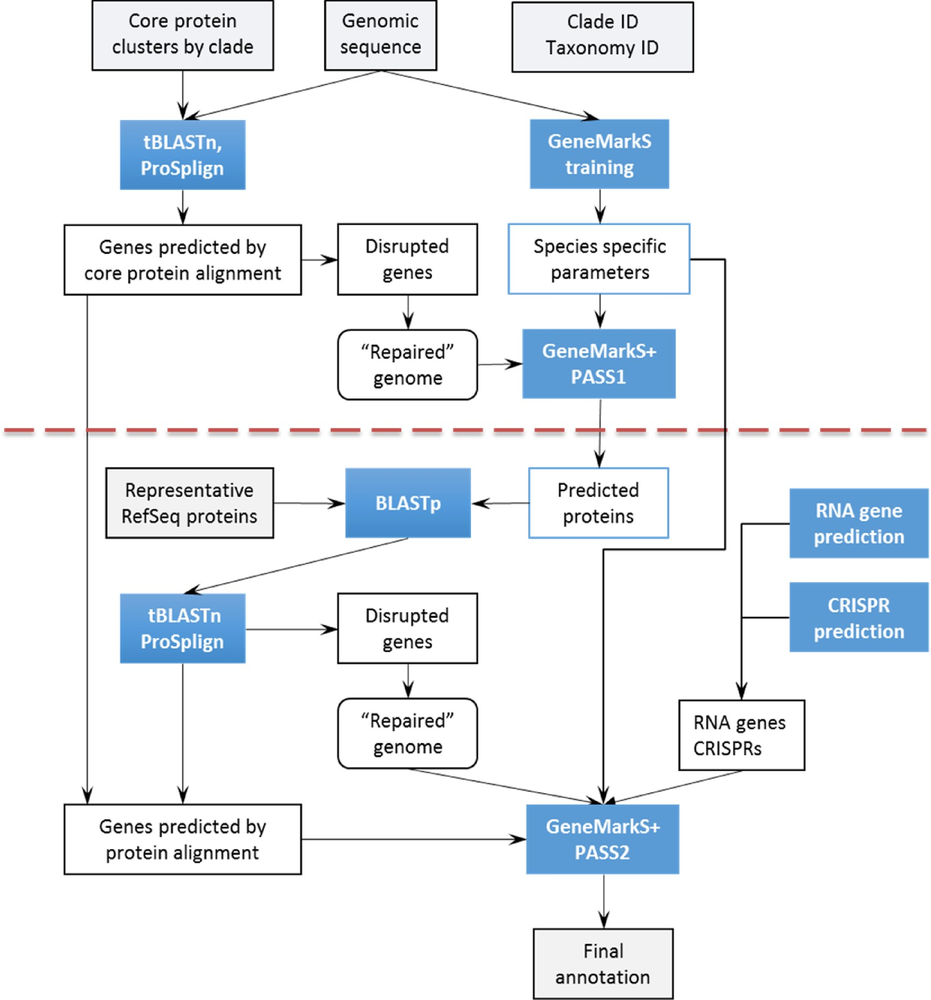 Core protein
clusters by clade
Genomic
sequence
Clade ID
Taxonomy ID
tBLASTn,
ProSplign
GeneMarkS
training
Genes predicted by
core protein alignment
Disrupted
genes
Species specific
parameters
“Repaired”
genome
GeneMarkS+
PASS1
Representative
RefSeq proteins
BLASTp
Predicted
proteins
RNA gene
prediction
tBLASTn
ProSplign
Disrupted
genes
CRISPR
prediction
“Repaired”
genome
RNA genes
CRISPRs
Genes predicted by
protein alignment
GeneMarkS+
PASS2
Final
annotation